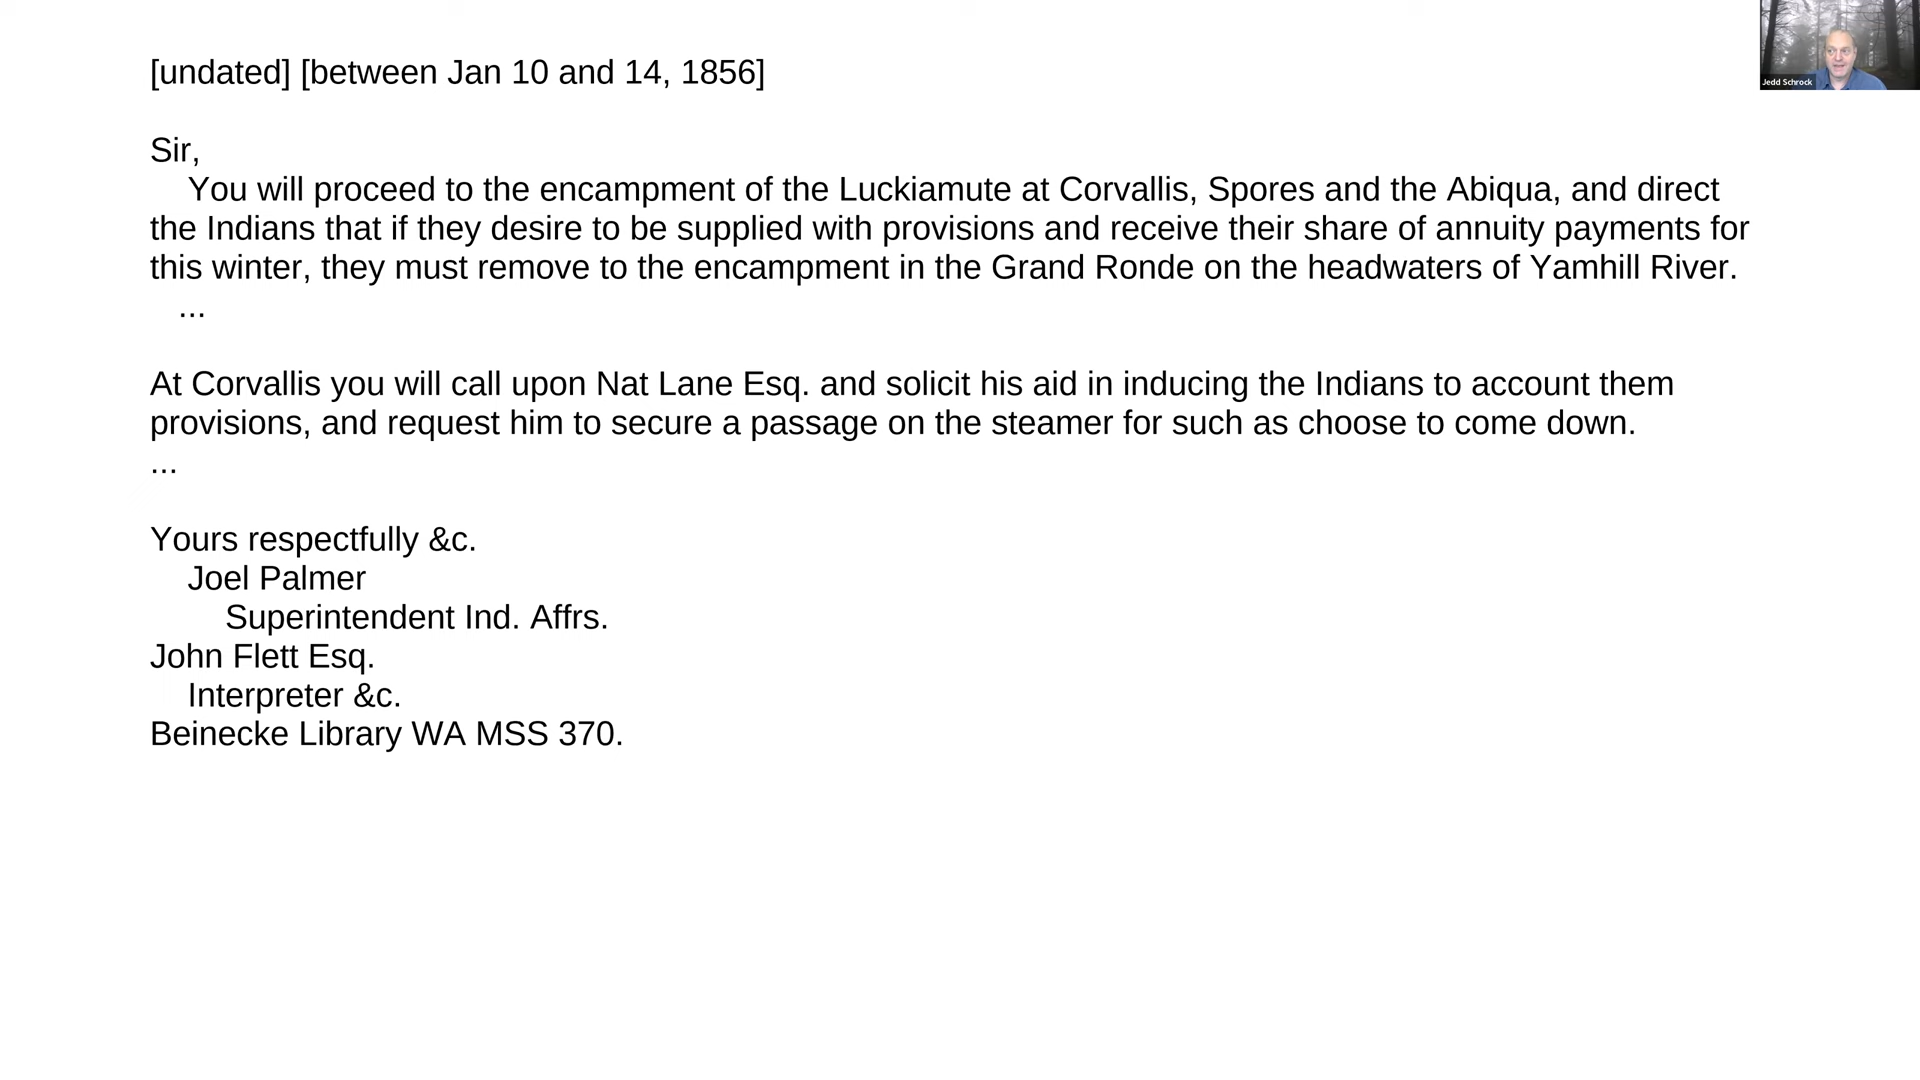 [undated] [between Jan 10 and 14, 1856]
Jedd Schrock
Sir,
You will proceed to the encampment of the Luckiamute at Corvallis, Spores and the Abiqua, and direct
the Indians that if they desire to be supplied with provisions and receive their share of annuity payments for
this winter, they must remove to the encampment in the Grand Ronde on the headwaters of Yamhill River.
...
At Corvallis you will call upon Nat Lane Esq. and solicit his aid in inducing the Indians to account them
provisions, and request him to secure a passage on the steamer for such as choose to come down.
...
Yours respectfully &c.
Joel Palmer
Superintendent Ind. Affrs.
John Flett Esq.
Interpreter &c.
Beinecke Library WA MSS 370.